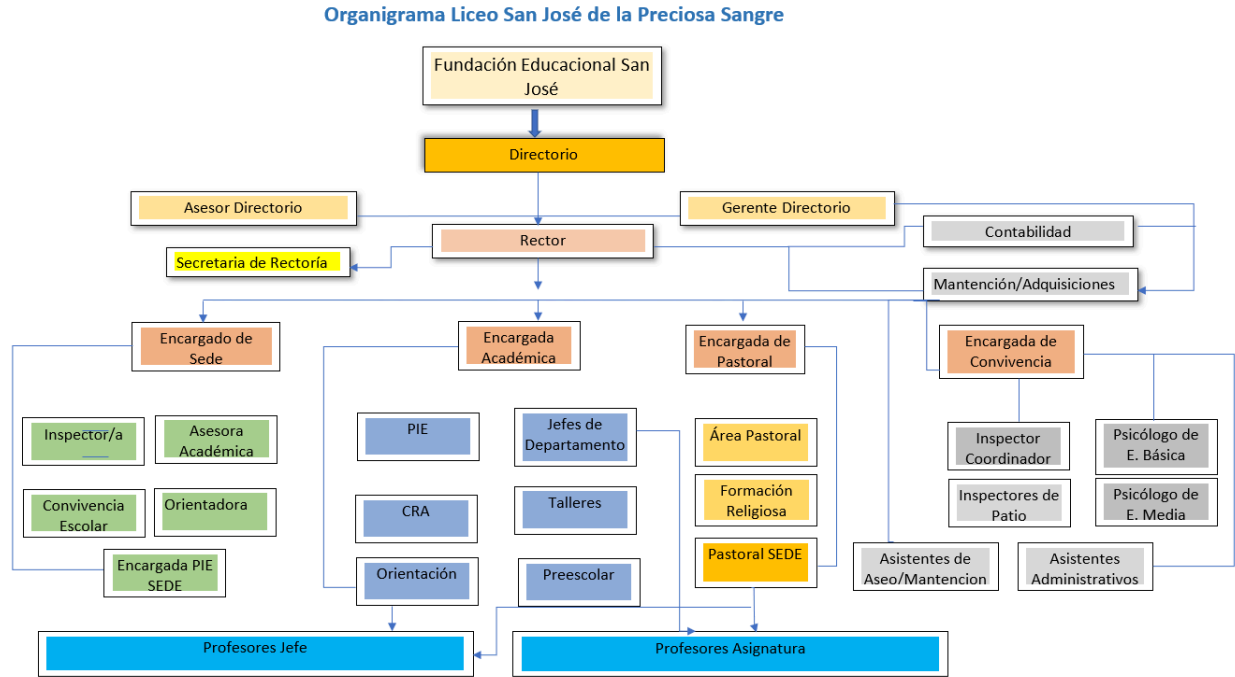 Organigrama Liceo San José de la Preciosa Sangre
Fundación Educacional San
José
Directorio
Asesor Directorio
Gerente Directorio
Rector
Contabilidad
Secretaria de Rectoría
Mantención/Adquisiciones
Encargado de
Sede
Encargada
Académica
Encargada de
Pastoral
Encargada de
Convivencia
Inspector/a
Asesora
Académica
Convivencia
Escolar
Orientadora
Encargada PIE
SEDE
PIE
Jefes de
Departamento
CRA
Talleres
Orientación
Preescolar
Área Pastoral
Formación
Religiosa
Pastoral SEDE
Inspector
Coordinador
Psicólogo de
E. Básica
Inspectores de
Patio
Psicólogo de
E. Media
Asistentes de
Aseo/Mantencion
Asistentes
Administrativos
Profesores Jefe
Profesores Asignatura